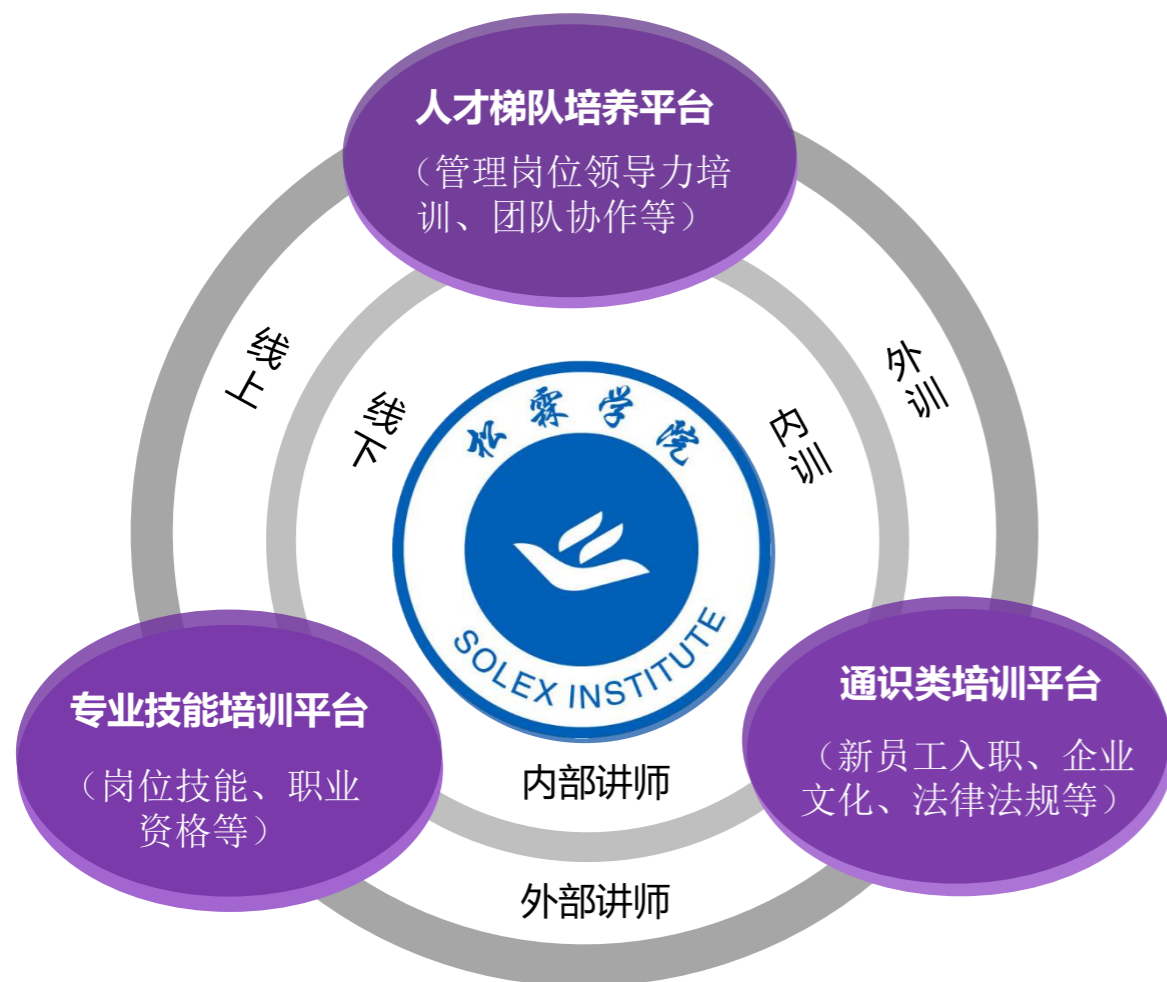 人才梯队培养平台
（管理岗位领导力培
训、团队协作等）
线上
线下
外训
内训
松霖学院
SOLEX INSTITUTE
专业技能培训平台
（岗位技能、职业
资格等）
通识类培训平台
（新员工入职、企业
文化、法律法规等）
内部讲师
外部讲师